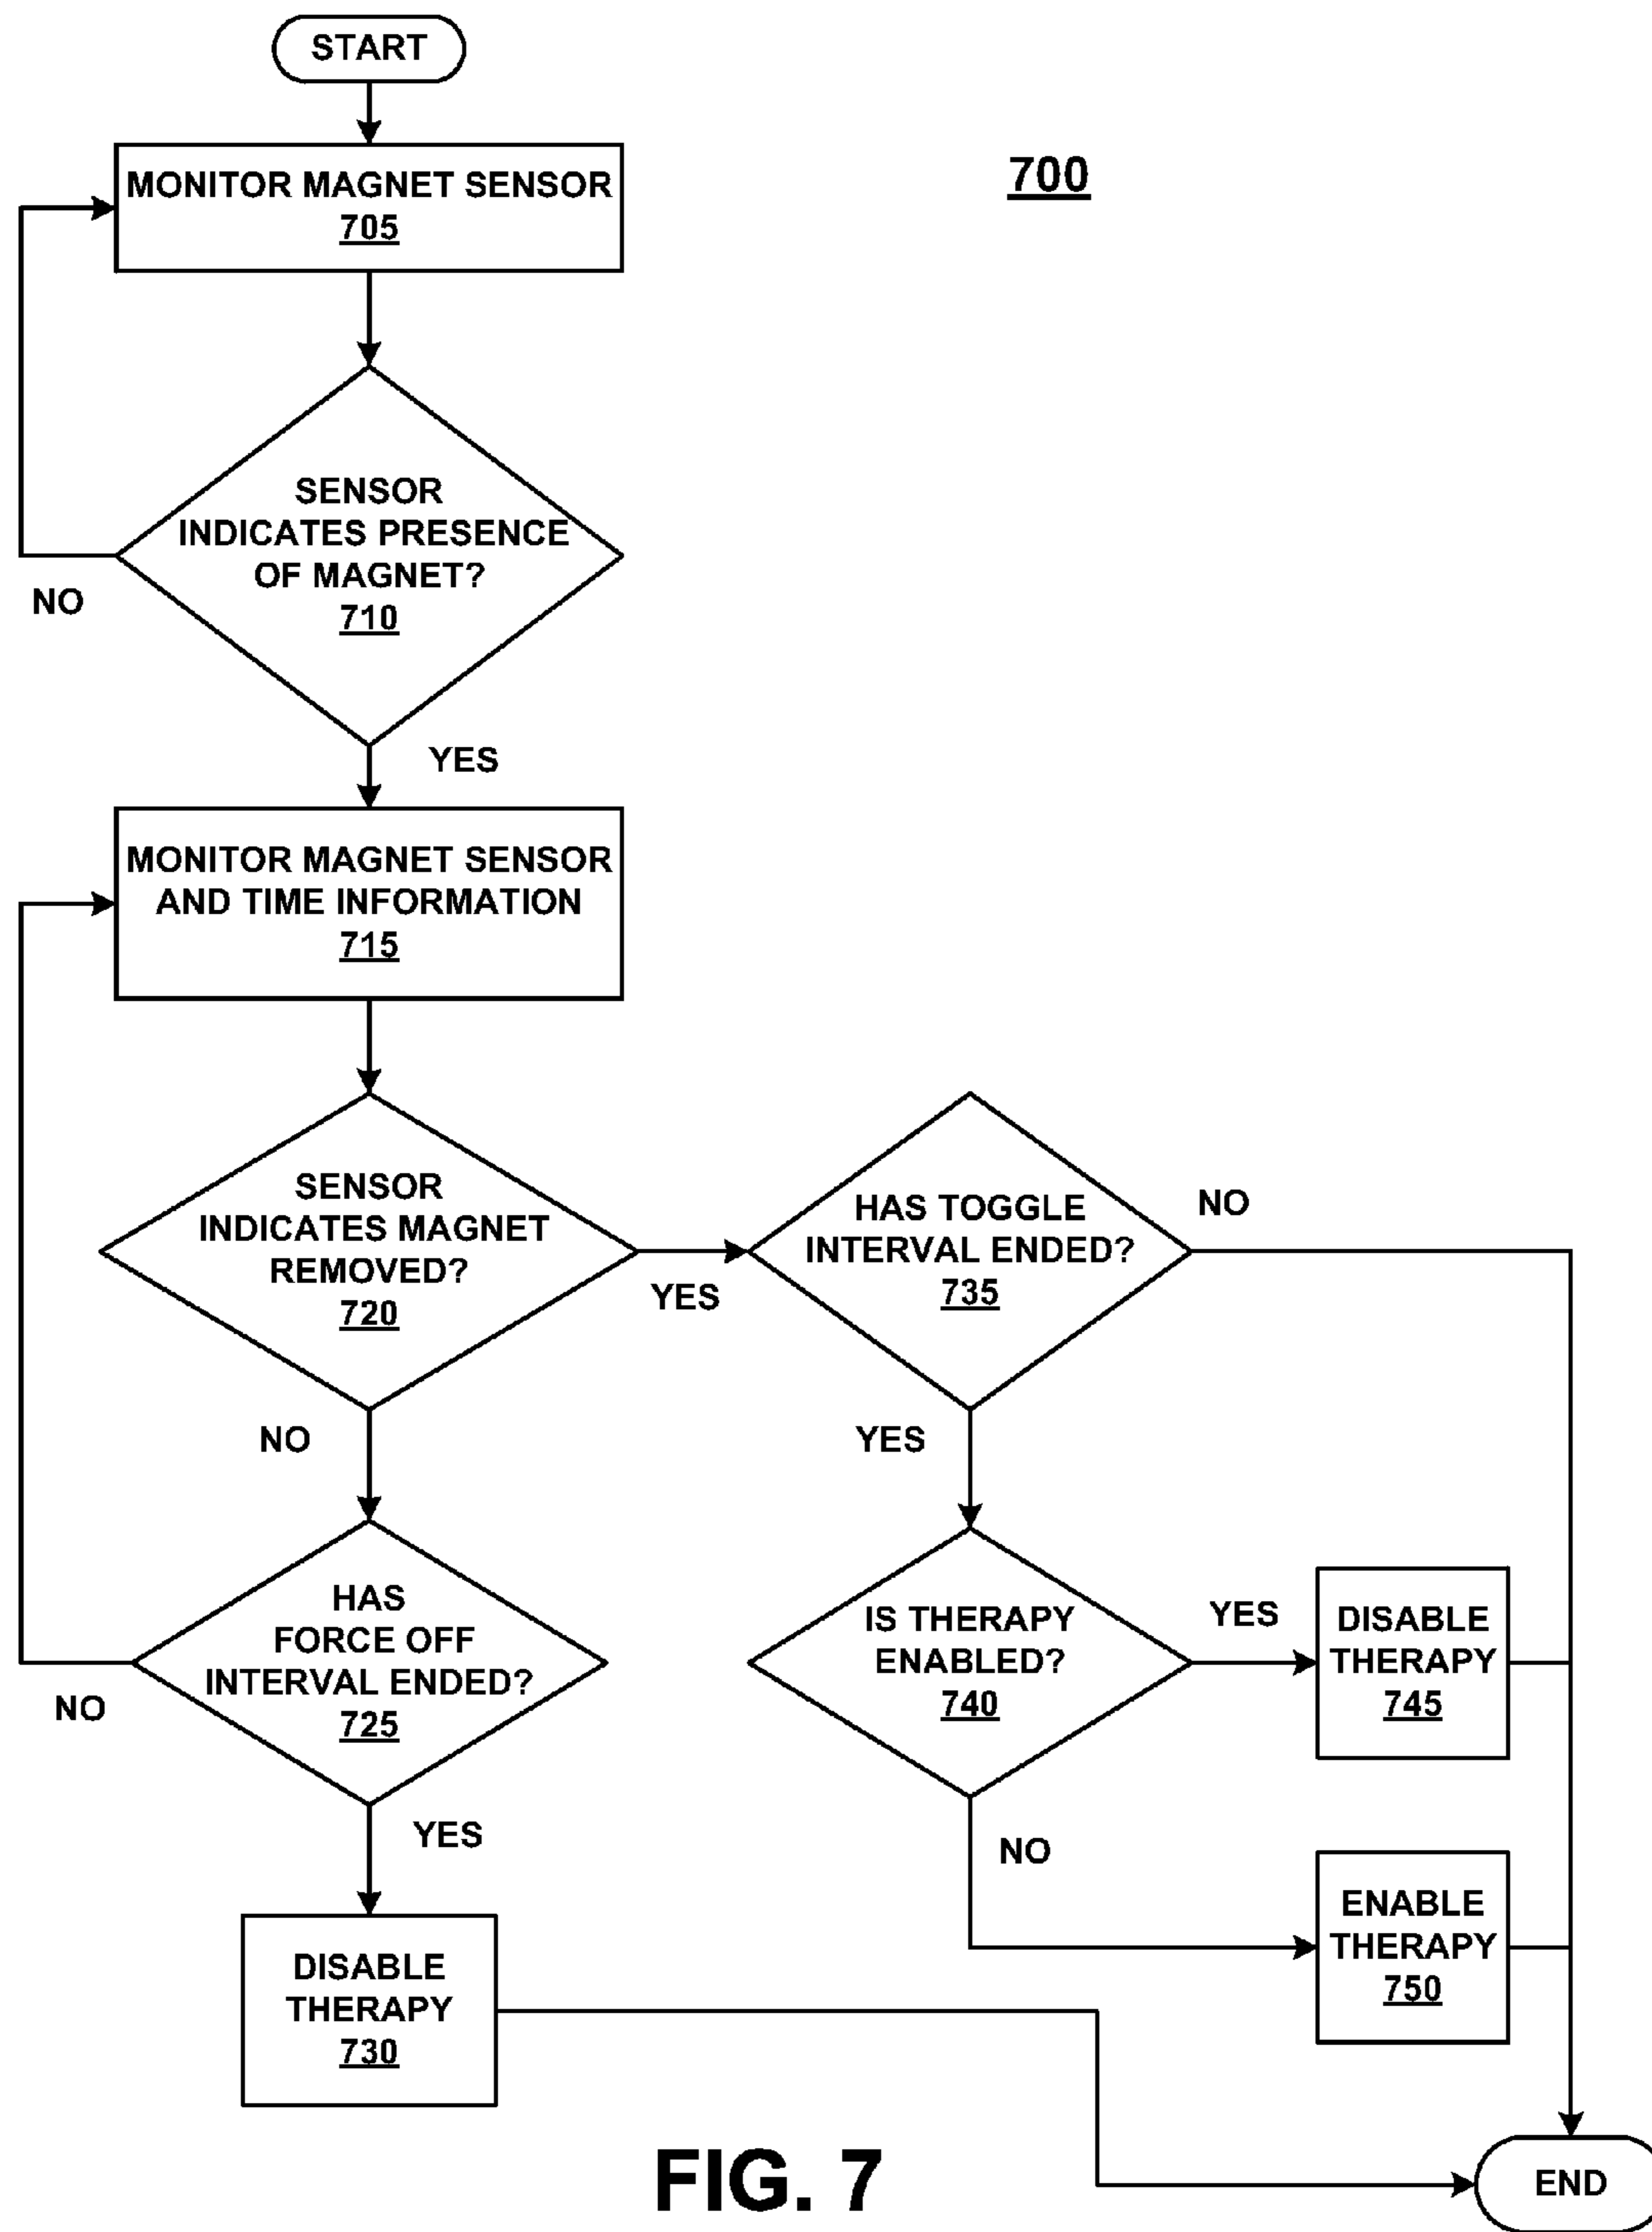 START
700
MONITOR MAGNET SENSOR
705
SENSOR
INDICATES PRESENCE
OF MAGNET?
710
NO
YES
MONITOR MAGNET SENSOR
AND TIME INFORMATION
715
SENSOR
INDICATES MAGNET
REMOVED?
720
YES
NO
HAS TOGGLE
INTERVAL ENDED?
735
NO
YES
HAS
FORCE OFF
INTERVAL ENDED?
725
NO
YES
IS THERAPY
ENABLED?
740
YES
NO
DISABLE
THERAPY
745
ENABLE
THERAPY
750
DISABLE
THERAPY
730
END
FIG. 7